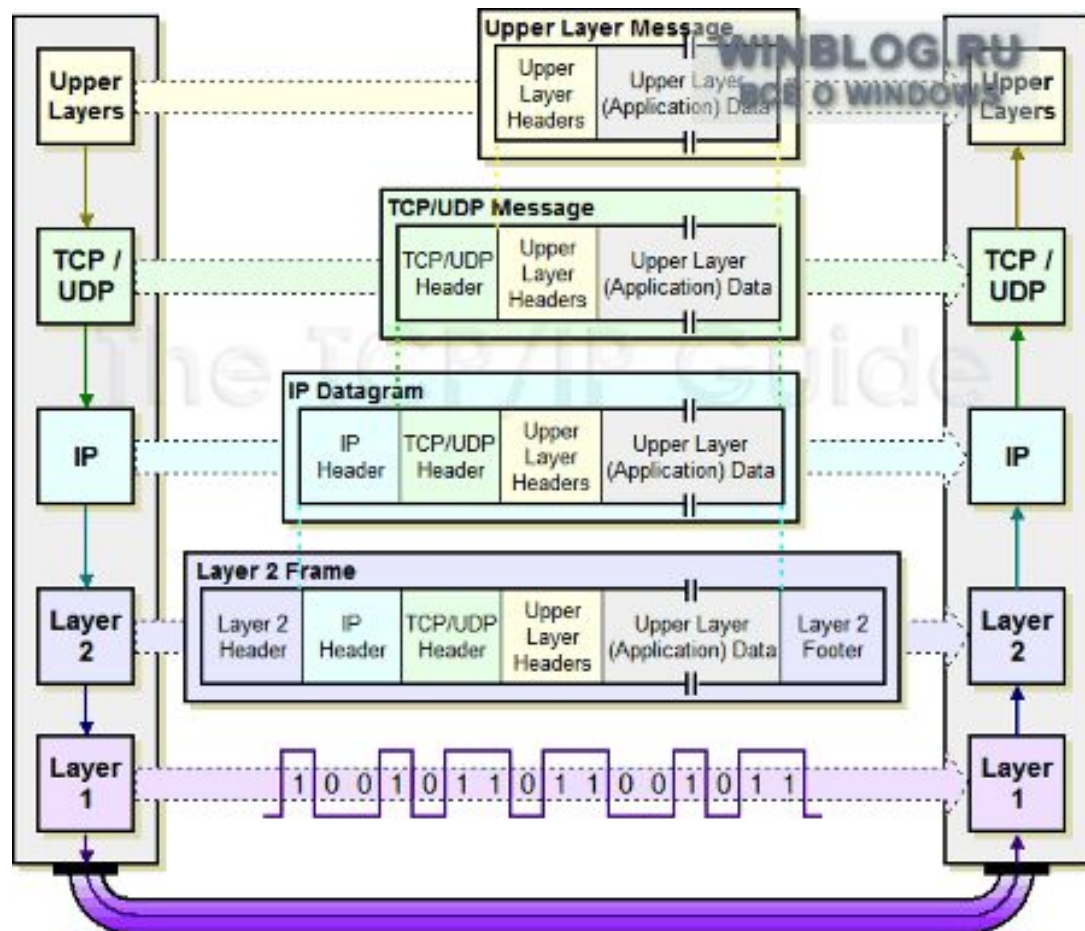 Upper Layer Message
WINBLOG.RU
ВСЁ О WINDOWS
Upper
Layers
Upper
Layer
Headers
Upper Layer
(Application) Data
Upper
Layers
TCP/UDP Message
TCP /
UDP
TCP/UDP
Header
Upper
Layer
Headers
Upper Layer
(Application) Data
TCP /
UDP
The TCP/IP Guide
IP Datagram
IP
IP
Header
TCP/UDP
Header
Upper
Layer
Headers
Upper Layer
(Application) Data
IP
Layer 2 Frame
Layer
2
Layer 2
Header
IP
Header
TCP/UDP
Header
Upper
Layer
Headers
Upper Layer
(Application) Data
Layer 2
Footer
Layer
2
Layer
1
1 0 0 1 0 1 1 0 1 1 0 0 1 0 1 1
Layer
1